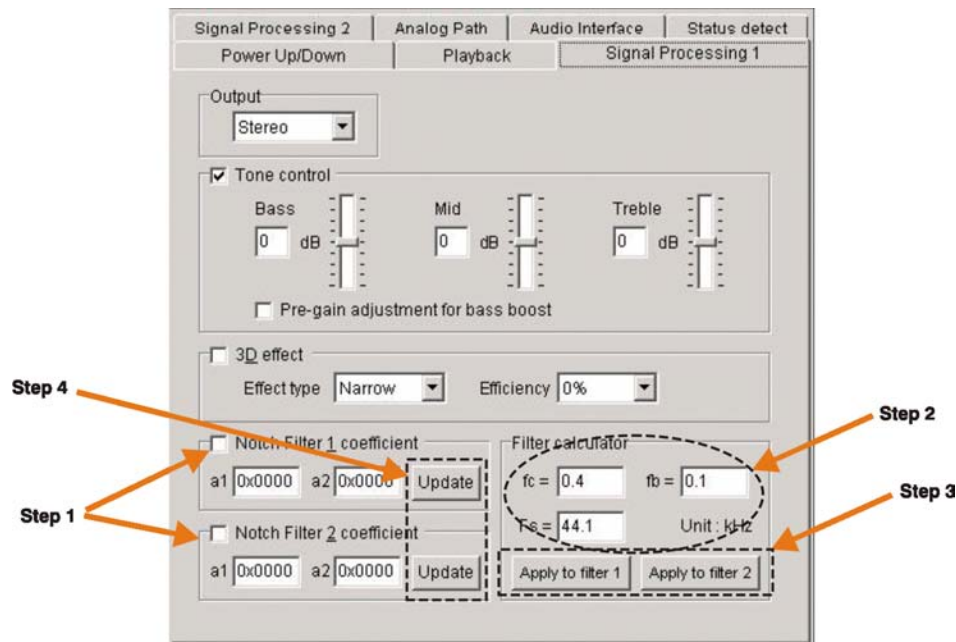 Signal Processing 2 Analog Path Audio Interface Status detect
Power Up/Down Playback Signal Processing 1
Output
Stereo
Tone control
Bass Mid Treble
0 dB 0 dB 0 dB
Pre-gain adjustment for bass boost
3D effect
Effect type Narrow Efficiency 0%
Step 4
Step 2
Notch Filter 1 coefficient Filter calculator
a1 0x0000 a2 0x0000 Update fc = 0.4 fb = 0.1
Step 3
Step 1
Notch Filter 2 coefficient Fs = 44.1 Unit : kHz
a1 0x0000 a2 0x0000 Update Apply to filter 1 Apply to filter 2